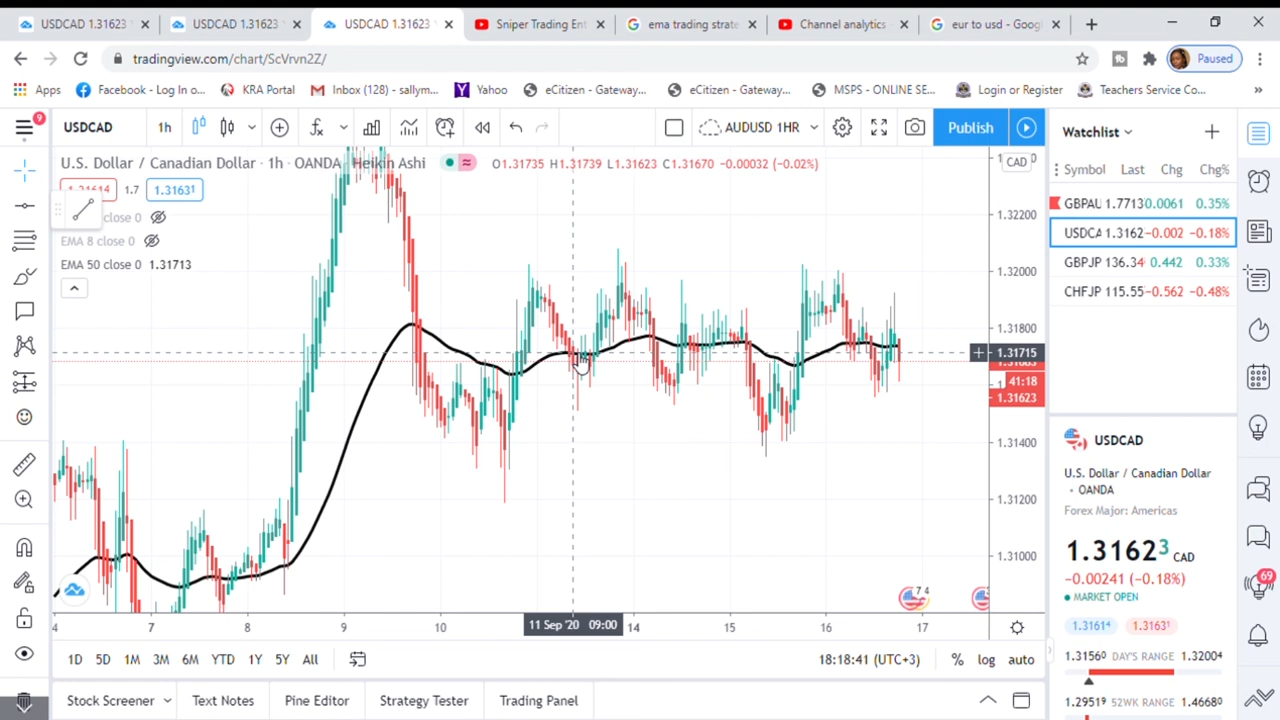 USDCAD 1.31623
USDCAD 1.31623
USDCAD 1.31623
Sniper Trading Ent
ema trading strate
Channel analytics
eur to usd - Googl
tradingview.com/chart/ScVrvn2Z/
Paused
Apps
Facebook - Log In o...
KRA Portal
Inbox (128) - sallym...
Yahoo
eCitizen - Gateway...
eCitizen - Gateway...
MSPS - ONLINE SE...
Login or Register
Teachers Service Co...
»
9
USDCAD
1h
AUDUSD 1HR
Publish
Watchlist
U.S. Dollar / Canadian Dollar · 1h · OANDA · Heikin Ashi
O1.31735 H1.31739 L1.31623 C1.31670 -0.00032 (-0.02%)
CAD
Symbol Last Chg Chg%
1.31614 1.7 1.31631
close 0
EMA 8 close 0
EMA 50 close 0 1.31713
GBPAU 1.7713 0.0061 0.35%
USDCA 1.3162 -0.002 -0.18%
GBPJP 136.34 0.442 0.33%
CHFJP 115.55 -0.562 -0.48%
1.32200
1.32000
1.31800
1.31715
41:18
1.31623
1.31400
1.31200
1.31000
USDCAD
U.S. Dollar / Canadian Dollar
• OANDA
Forex Major: Americas
1.31623 CAD
-0.00241 (-0.18%)
MARKET OPEN
1.31614 1.31631
1.31560 DAY'S RANGE 1.32004
1.29519 52WK RANGE 1.46680
69
7 4
4 7 8 9 10 11 Sep '20 09:00 14 15 16 17
1D 5D 1M 3M 6M YTD 1Y 5Y All
18:18:41 (UTC+3)
% log auto
Stock Screener
Text Notes
Pine Editor
Strategy Tester
Trading Panel